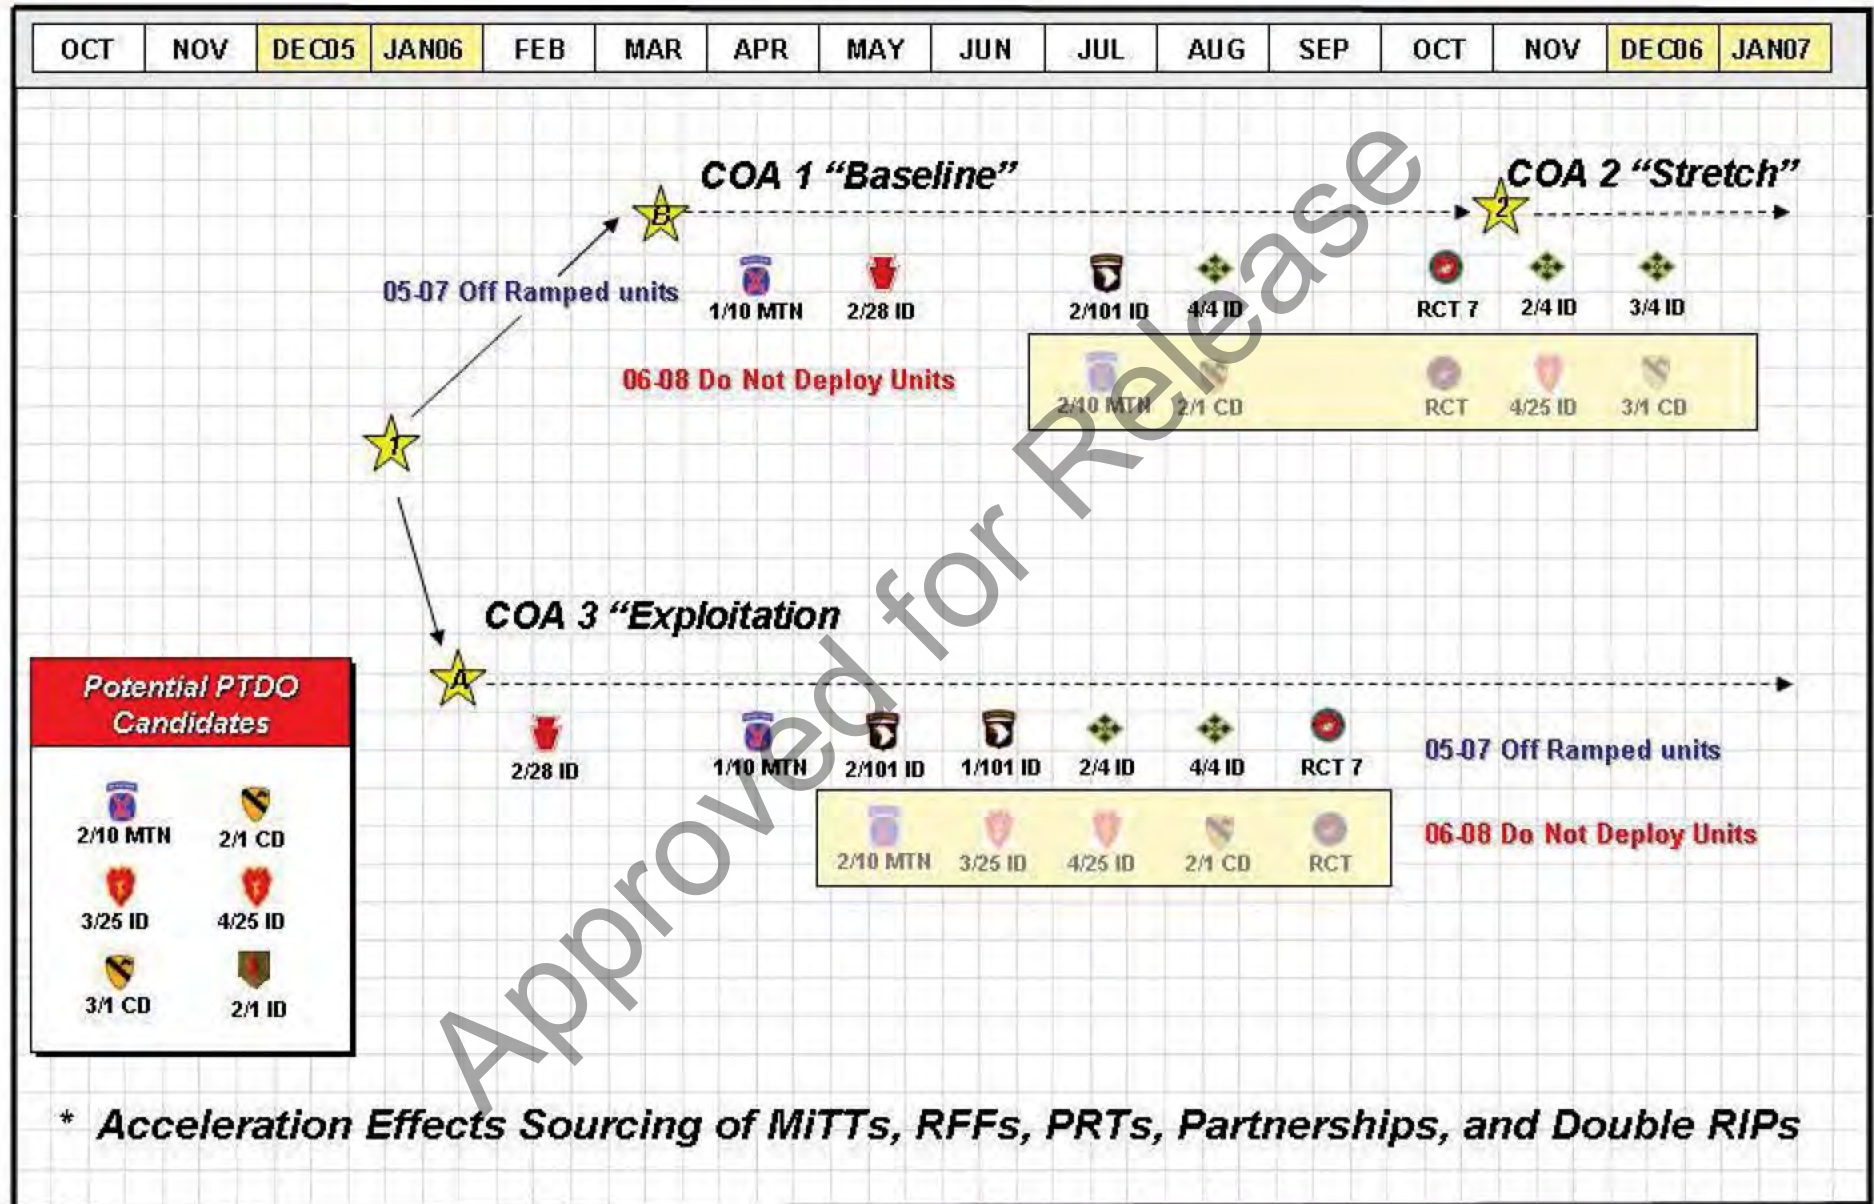 OCT NOV DEC05 JAN06 FEB MAR APR MAY JUN JUL AUG SEP OCT NOV DEC06 JAN07
COA 1 “Baseline”
COA 2 “Stretch”
B
2
05-07 Off Ramped units
1/10 MTN 2/28 ID 2/101 ID 4/4 ID RCT 7 2/4 ID 3/4 ID
06-08 Do Not Deploy Units
2/10 MTN 2/1 CD RCT 4/25 ID 3/1 CD
1
COA 3 “Exploitation
A
2/28 ID 1/10 MTN 2/101 ID 1/101 ID 2/4 ID 4/4 ID RCT 7
05-07 Off Ramped units
2/10 MTN 3/25 ID 4/25 ID 2/1 CD RCT
06-08 Do Not Deploy Units
Potential PTDO
Candidates
2/10 MTN 2/1 CD
3/25 ID 4/25 ID
3/1 CD 2/1 ID
* Acceleration Effects Sourcing of MiTTs, RFFs, PRTs, Partnerships, and Double RIPs
Approved for Release